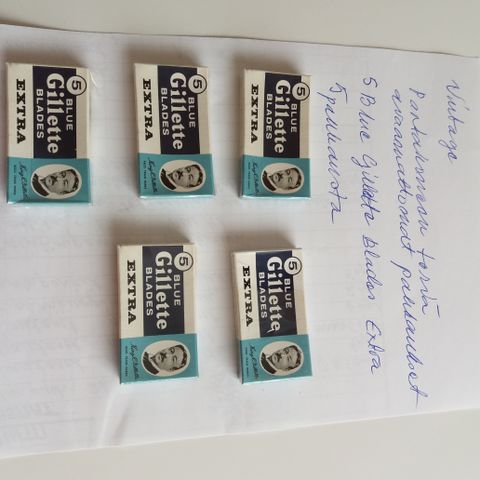 Vintage
Partakoneen teriä
avaamattomat pakkaukset
5 Blue Gillette Blades Extra
5 pakkausta
5 BLUE
Gillette
BLADES
EXTRA
5 BLUE
Gillette
BLADES
EXTRA
5 BLUE
Gillette
BLADES
EXTRA
5 BLUE
Gillette
BLADES
EXTRA
5 BLUE
Gillette
BLADES
EXTRA